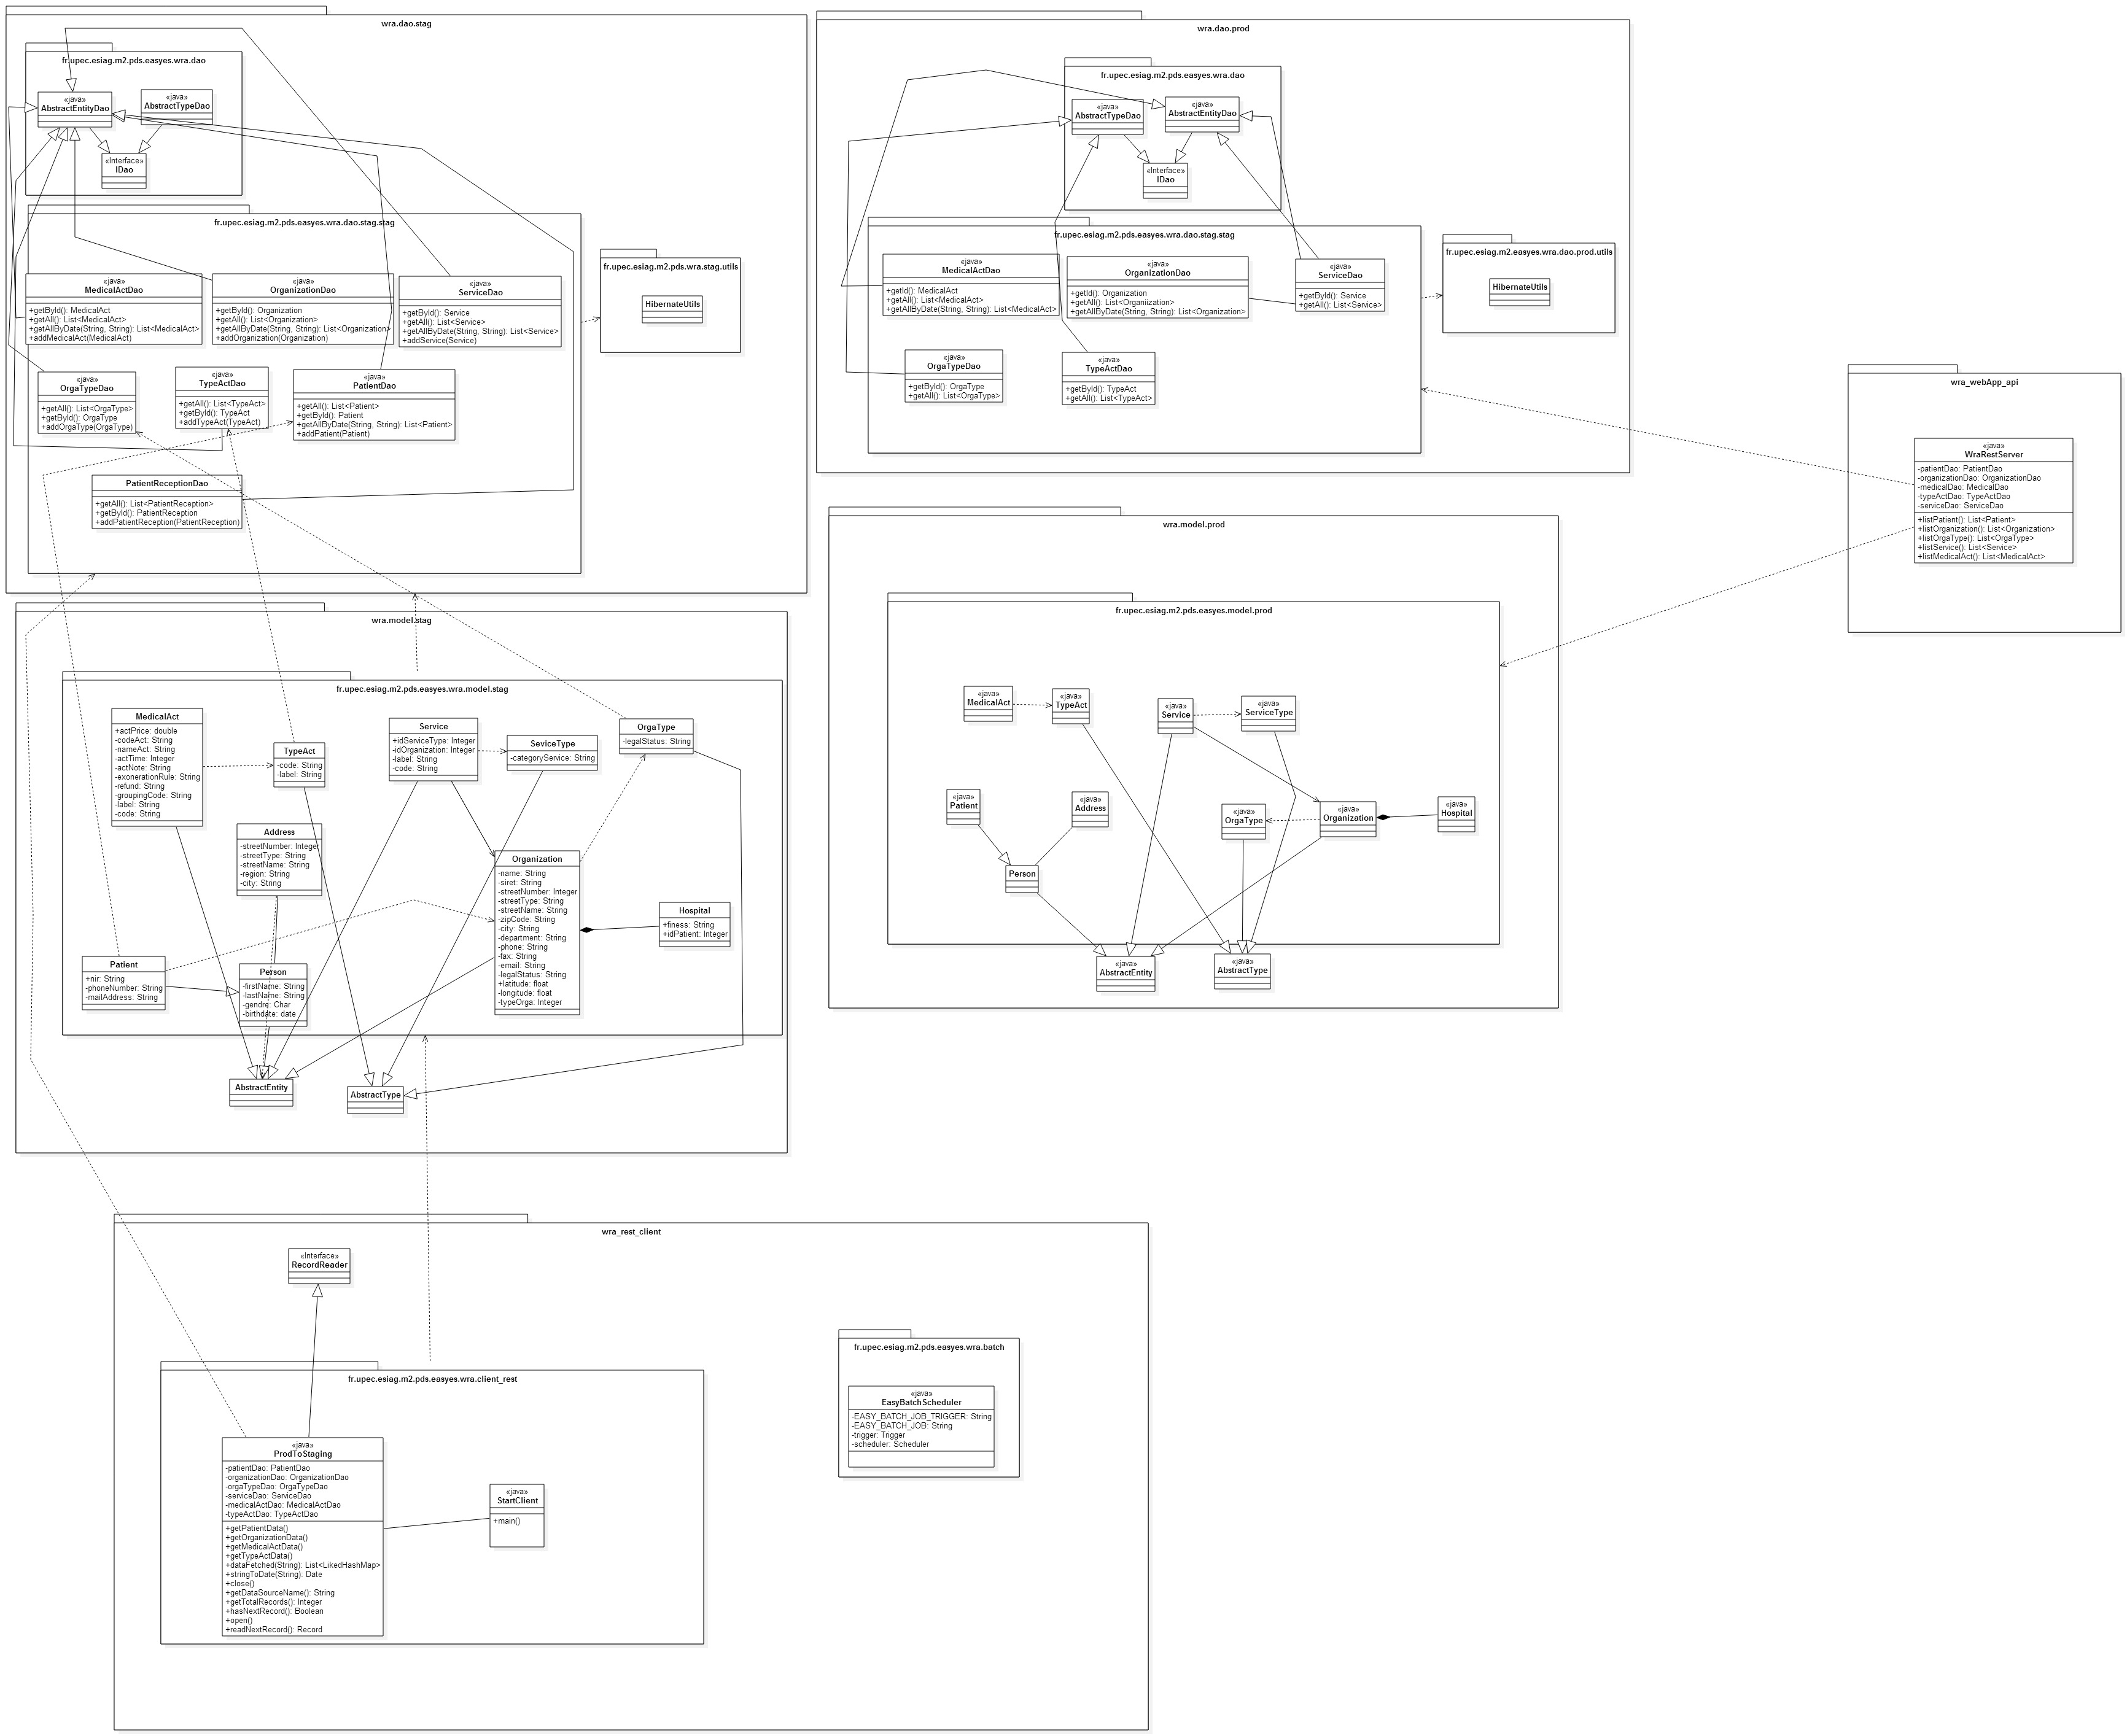 wra.dao.stag
fr.upec.esiag.m2.pds.easyes.wra.dao
«java»
AbstractEntityDao
«java»
AbstractTypeDao
«Interface»
IDao
fr.upec.esiag.m2.pds.easyes.wra.dao.stag.stag
«java»
MedicalActDao
+getById(): MedicalAct
+getAll(): List<MedicalAct>
+getAllByDate(String, String): List<MedicalAct>
+addMedicalAct(MedicalAct)
«java»
OrganizationDao
+getById(): Organization
+getAll(): List<Organization>
+getAllByDate(String, String): List<Organization>
+addOrganization(Organization)
«java»
ServiceDao
+getById(): Service
+getAll(): List<Service>
+getAllByDate(String, String): List<Service>
+addService(Service)
«java»
OrgaTypeDao
+getAll(): List<OrgaType>
+getById(): OrgaType
+addOrgaType(OrgaType)
«java»
TypeActDao
+getAll(): List<TypeAct>
+getById(): TypeAct
+addTypeAct(TypeAct)
«java»
PatientDao
+getAll(): List<Patient>
+getById(): Patient
+getAllByDate(String, String): List<Patient>
+addPatient(Patient)
PatientReceptionDao
+getAll(): List<PatientReception>
+getById(): PatientReception
+addPatientReception(PatientReception)
fr.upec.esiag.m2.pds.wra.stag.utils
HibernateUtils
wra.dao.prod
fr.upec.esiag.m2.pds.easyes.wra.dao
«java»
AbstractTypeDao
«java»
AbstractEntityDao
«Interface»
IDao
fr.upec.esiag.m2.pds.easyes.wra.dao.stag.stag
«java»
MedicalActDao
+getId(): MedicalAct
+getAll(): List<MedicalAct>
+getAllByDate(String, String): List<MedicalAct>
«java»
OrganizationDao
+getId(): Organization
+getAll(): List<Organiization>
+getAllByDate(String, String): List<Organization>
«java»
ServiceDao
+getById(): Service
+getAll(): List<Service>
«java»
OrgaTypeDao
+getById(): OrgaType
+getAll(): List<OrgaType>
«java»
TypeActDao
+getById(): TypeAct
+getAll(): List<TypeAct>
fr.upec.esiag.m2.easyes.wra.dao.prod.utils
HibernateUtils
wra_webApp_api
«java»
WraRestServer
-patientDao: PatientDao
-organizationDao: OrganizationDao
-medicalDao: MedicalDao
-typeActDao: TypeActDao
-serviceDao: ServiceDao
+listPatient(): List<Patient>
+listOrganization(): List<Organization>
+listOrgaType(): List<OrgaType>
+listService(): List<Service>
+listMedicalAct(): List<MedicalAct>
wra.model.prod
fr.upec.esiag.m2.pds.easyes.model.prod
«java»
MedicalAct
«java»
TypeAct
«java»
Service
«java»
ServiceType
«java»
Patient
«java»
Address
«java»
OrgaType
«java»
Organization
«java»
Hospital
Person
«java»
AbstractEntity
«java»
AbstractType
wra.model.stag
fr.upec.esiag.m2.pds.easyes.wra.model.stag
MedicalAct
+actPrice: double
-codeAct: String
-nameAct: String
-actTime: Integer
-actNote: String
-exonerationRule: String
-refund: String
-groupingCode: String
-label: String
-code: String
TypeAct
-code: String
-label: String
Service
+idServiceType: Integer
-idOrganization: Integer
-label: String
-code: String
SeviceType
-categoryService: String
OrgaType
-legalStatus: String
Address
-streetNumber: Integer
-streetType: String
-streetName: String
-region: String
-city: String
Organization
-name: String
-siret: String
-streetNumber: Integer
-streetType: String
-streetName: String
-zipCode: String
-city: String
-department: String
-phone: String
-fax: String
-email: String
-legalStatus: String
+latitude: float
-longitude: float
-typeOrga: Integer
Hospital
+finess: String
+idPatient: Integer
Patient
+nir: String
-phoneNumber: String
-mailAddress: String
Person
-firstName: String
-lastName: String
-gendre: Char
-birthdate: date
AbstractEntity
AbstractType
wra_rest_client
«Interface»
RecordReader
fr.upec.esiag.m2.pds.easyes.wra.client_rest
«java»
ProdToStaging
-patientDao: PatientDao
-organizationDao: OrganizationDao
-orgaTypeDao: OrgaTypeDao
-serviceDao: ServiceDao
-medicalActDao: MedicalActDao
-typeActDao: TypeActDao
+getPatientData()
+getOrganizationData()
+getMedicalActData()
+getTypeActData()
+dataFetched(String): List<LikedHashMap>
+stringToDate(String): Date
+close()
+getDataSourceName(): String
+getTotalRecords(): Integer
+hasNextRecord(): Boolean
+open()
+readNextRecord(): Record
«java»
StartClient
+main()
fr.upec.esiag.m2.pds.easyes.wra.batch
«java»
EasyBatchScheduler
-EASY_BATCH_JOB_TRIGGER: String
-EASY_BATCH_JOB: String
-trigger: Trigger
-scheduler: Scheduler